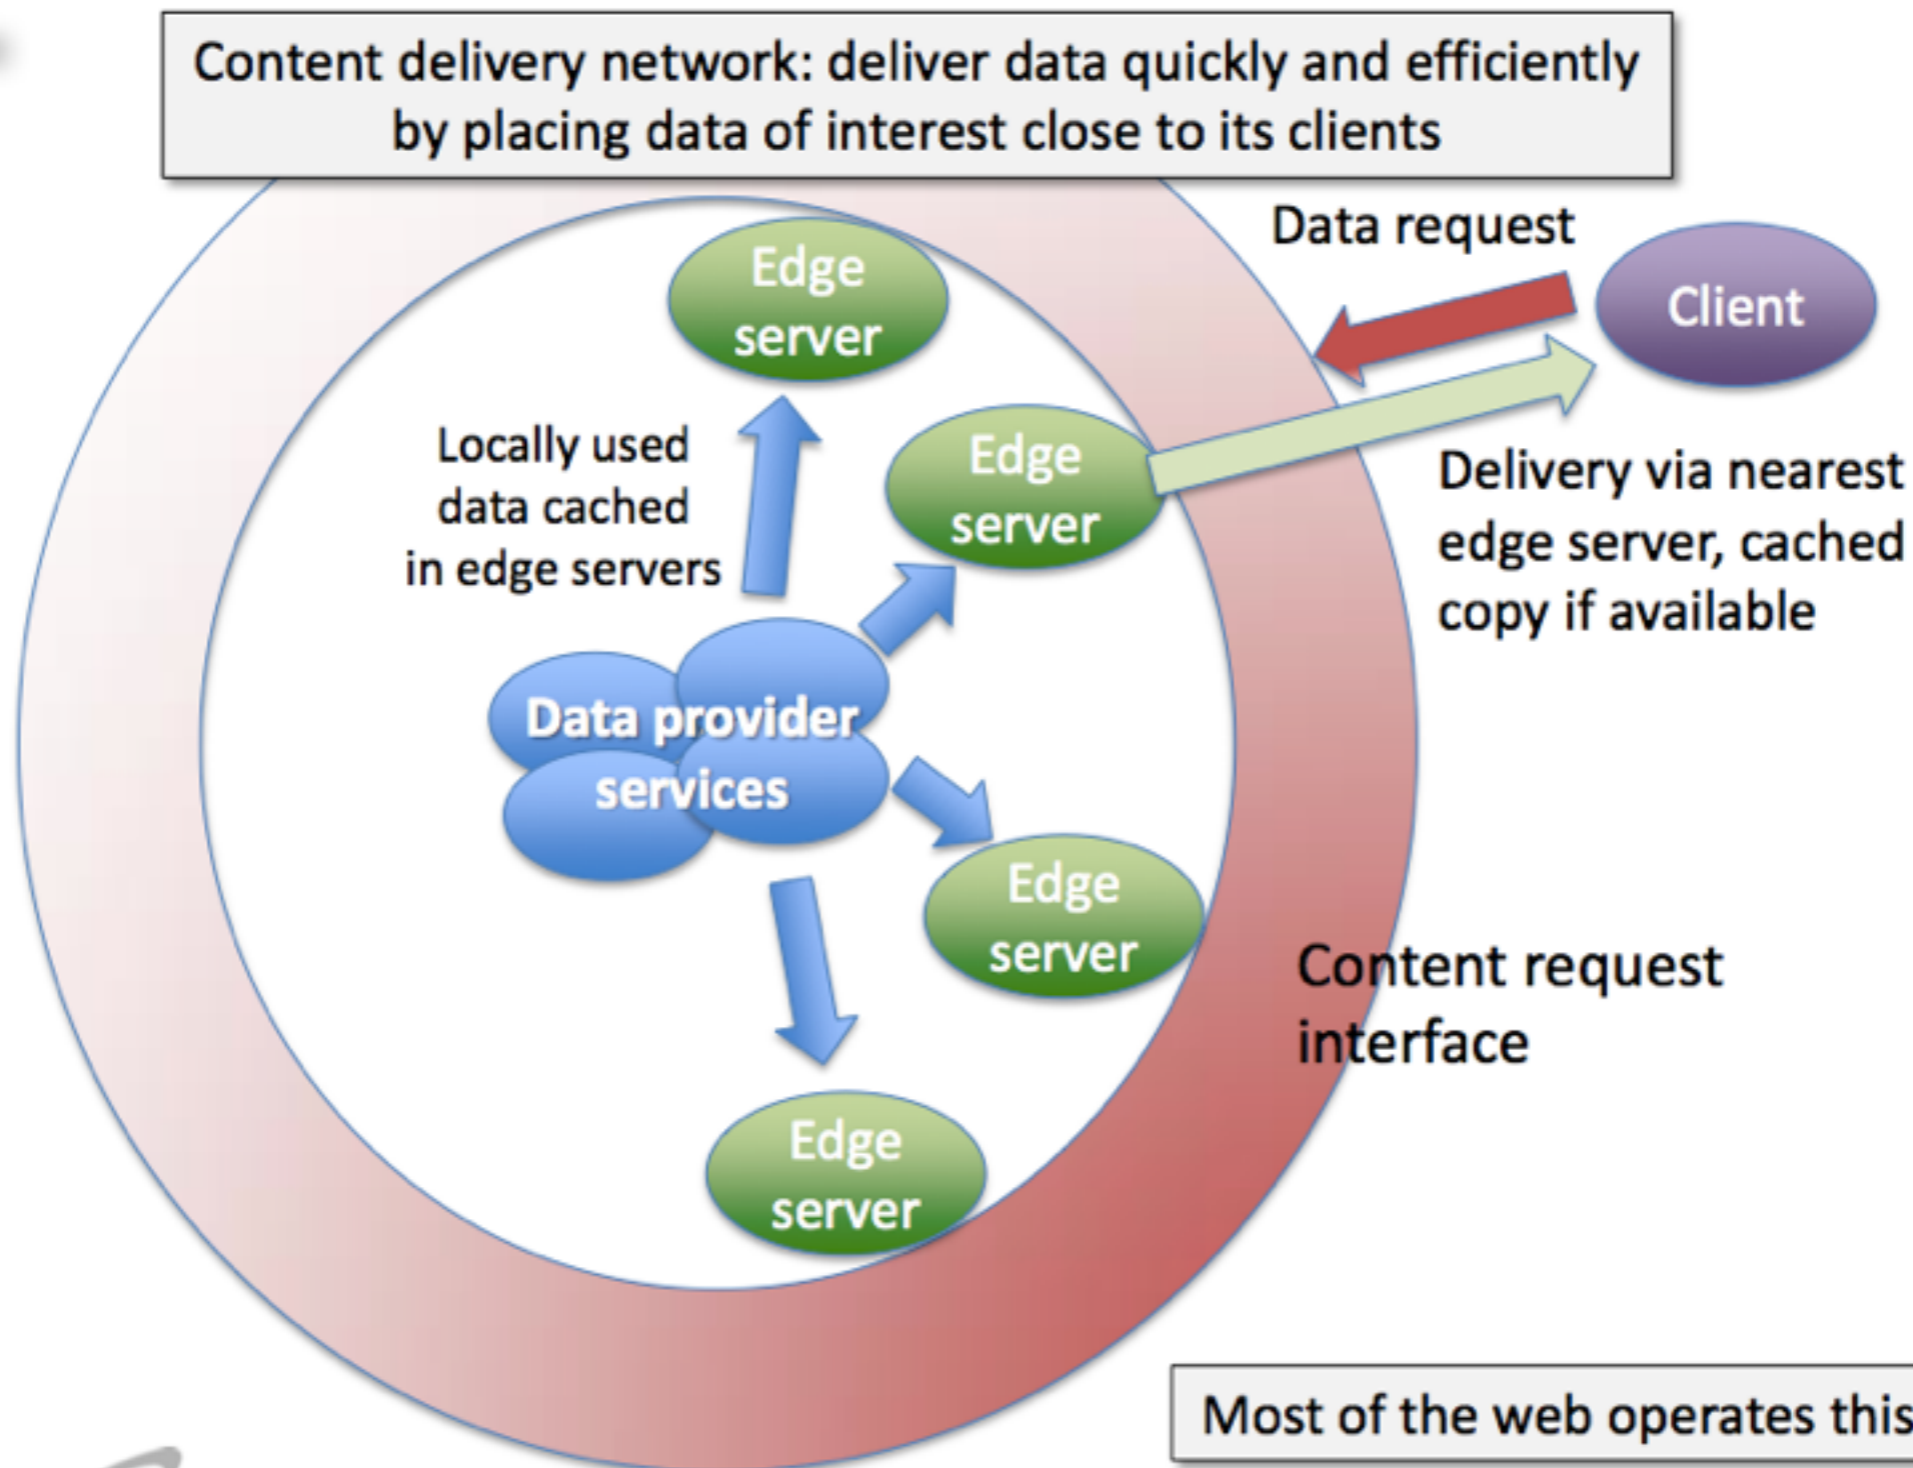 Content delivery network: deliver data quickly and efficiently
by placing data of interest close to its clients
Data request
Client
Edge
server
Locally used
data cached
in edge servers
Edge
server
Delivery via nearest
edge server, cached
copy if available
Data provider
services
Edge
server
Content request
interface
Edge
server
Most of the web operates this